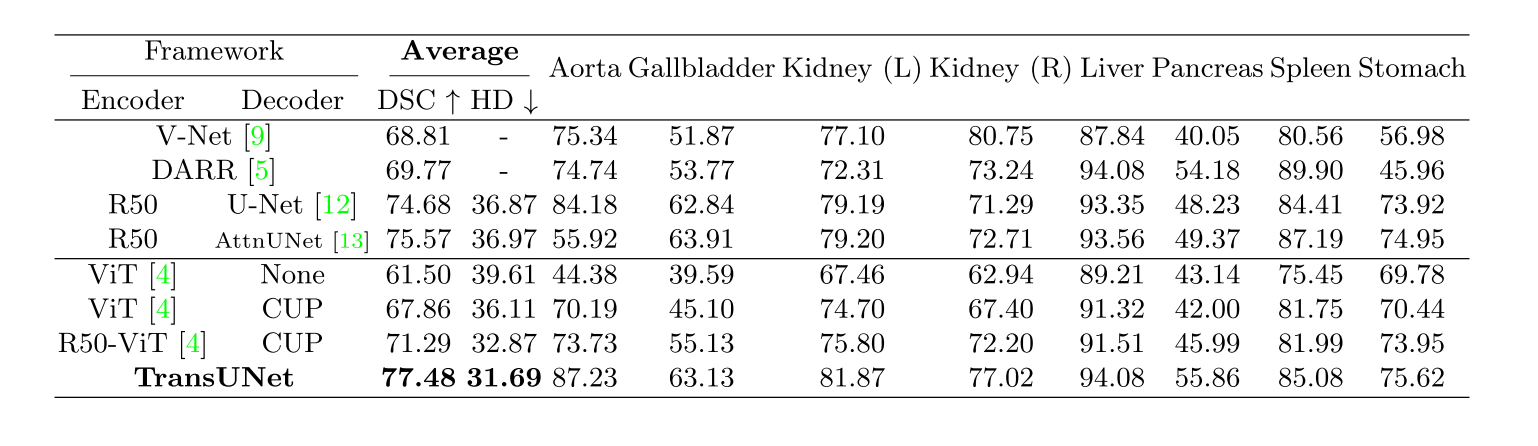 Framework Average
Aorta Gallbladder Kidney (L) Kidney (R) Liver Pancreas Spleen Stomach
Encoder Decoder DSC ↑ HD ↓
V-Net [9] 68.81 - 75.34 51.87 77.10 80.75 87.84 40.05 80.56 56.98
DARR [5] 69.77 - 74.74 53.77 72.31 73.24 94.08 54.18 89.90 45.96
R50 U-Net [12] 74.68 36.87 84.18 62.84 79.19 71.29 93.35 48.23 84.41 73.92
R50 AttnUNet [13] 75.57 36.97 55.92 63.91 79.20 72.71 93.56 49.37 87.19 74.95
ViT [4] None 61.50 39.61 44.38 39.59 67.46 62.94 89.21 43.14 75.45 69.78
ViT [4] CUP 67.86 36.11 70.19 45.10 74.70 67.40 91.32 42.00 81.75 70.44
R50-ViT [4] CUP 71.29 32.87 73.73 55.13 75.80 72.20 91.51 45.99 81.99 73.95
TransUNet 77.48 31.69 87.23 63.13 81.87 77.02 94.08 55.86 85.08 75.62